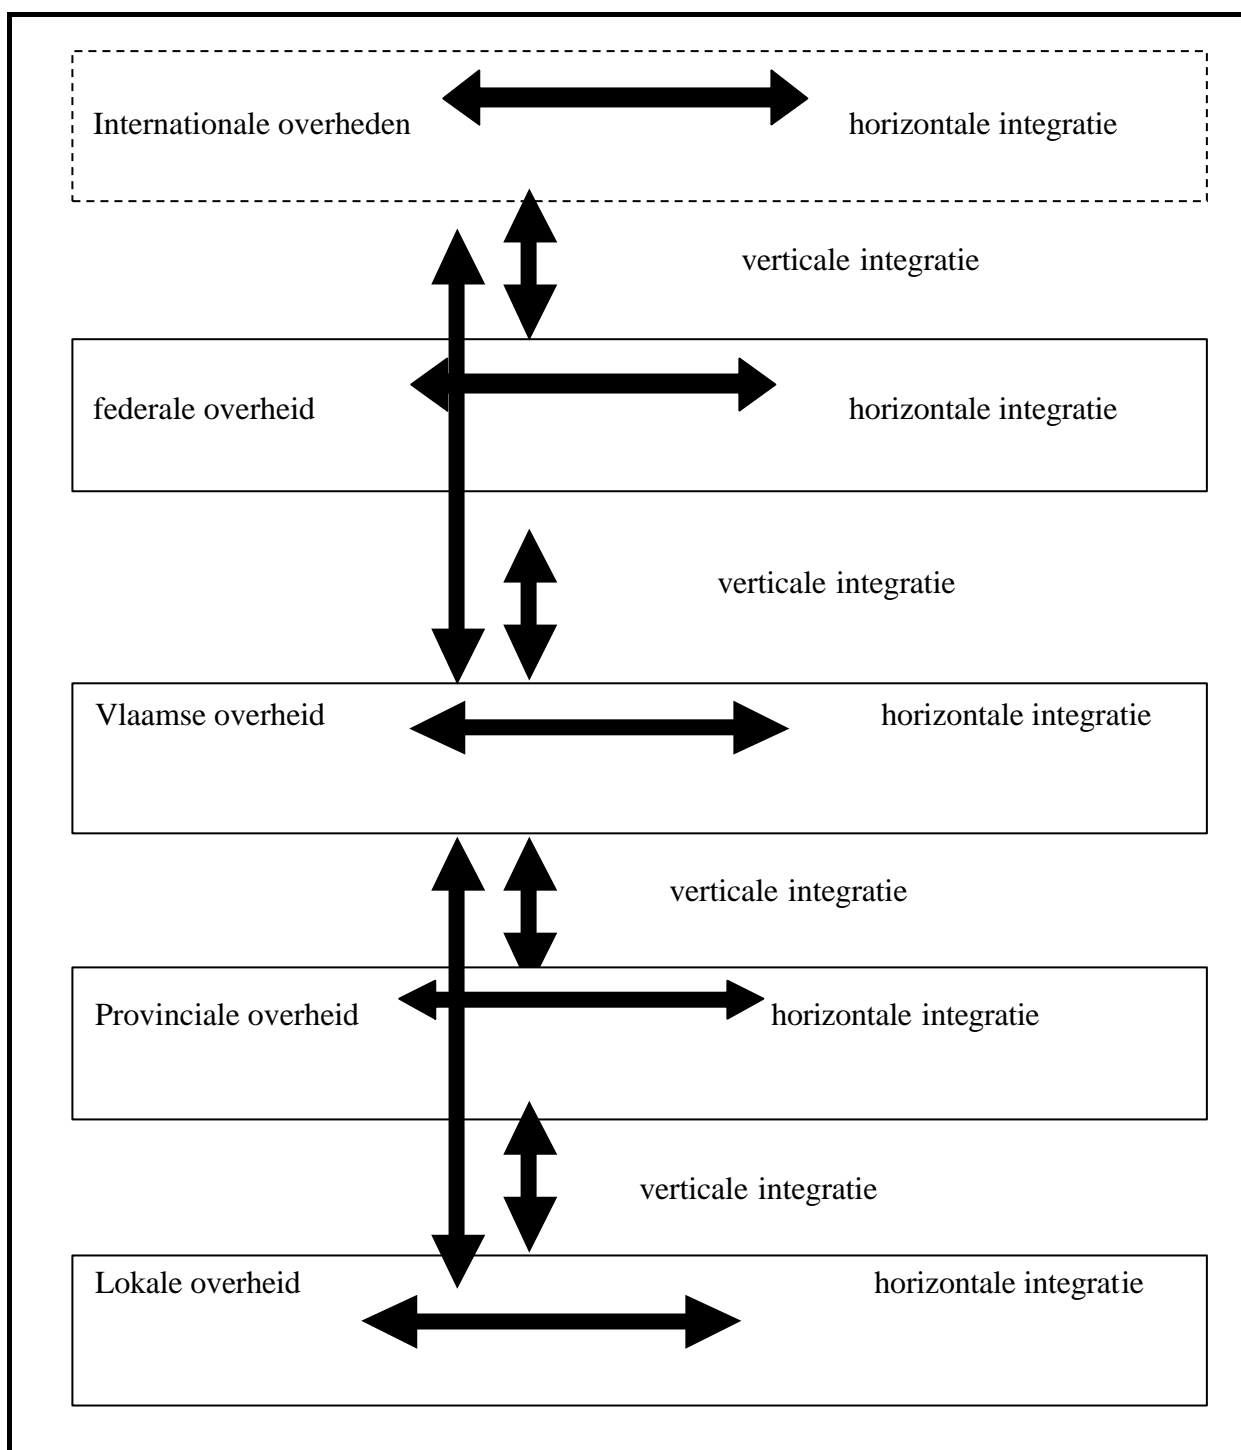 Internationale overheden horizontale integratie
verticale integratie
federale overheid horizontale integratie
verticale integratie
Vlaamse overheid horizontale integratie
verticale integratie
Provinciale overheid horizontale integratie
verticale integratie
Lokale overheid horizontale integratie